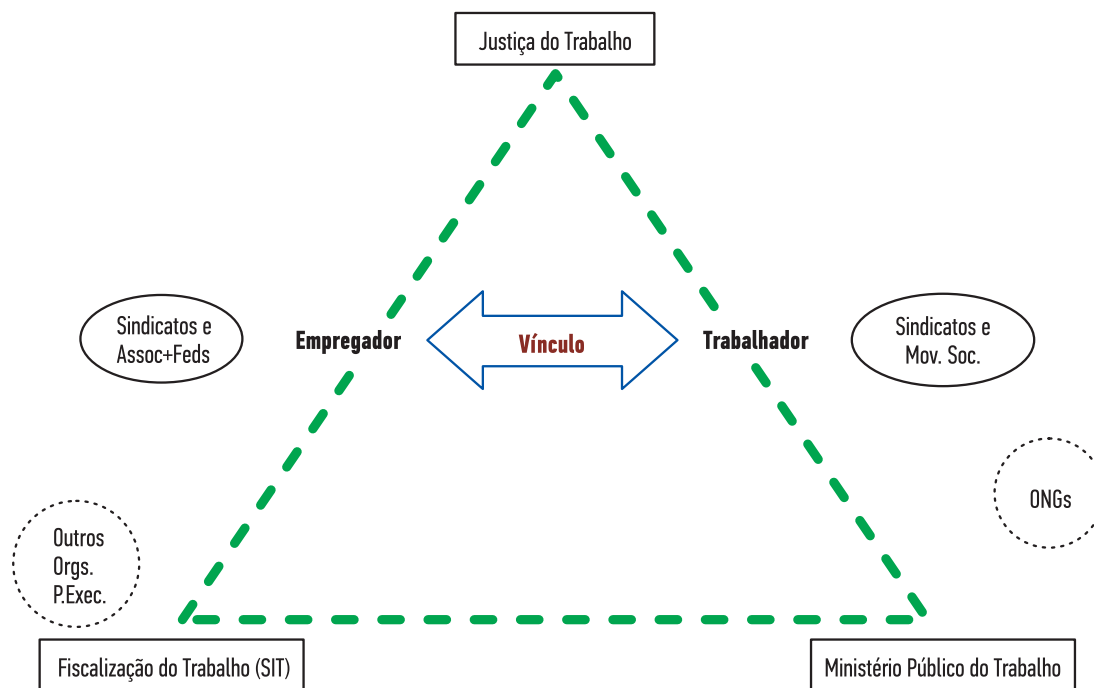 Justiça do Trabalho
Sindicatos e
Assoc+Feds
Empregador
Vínculo
Trabalhador
Sindicatos e
Mov. Soc.
ONGs
Outros
Orgs.
P.Exec.
Fiscalização do Trabalho (SIT)
Ministério Público do Trabalho